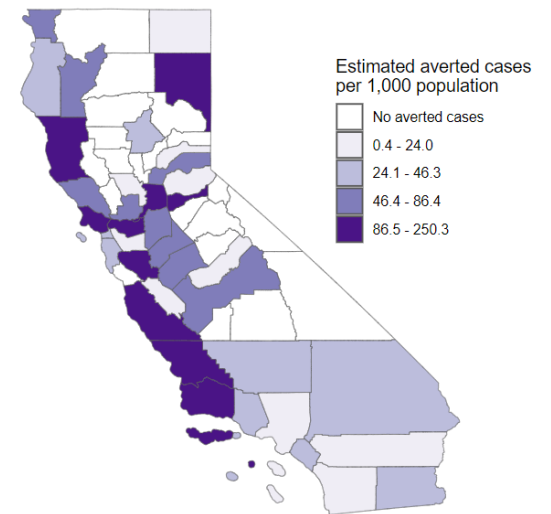 Estimated averted cases
per 1,000 population
No averted cases
0.4 - 24.0
24.1 - 46.3
46.4 - 86.4
86.5 - 250.3